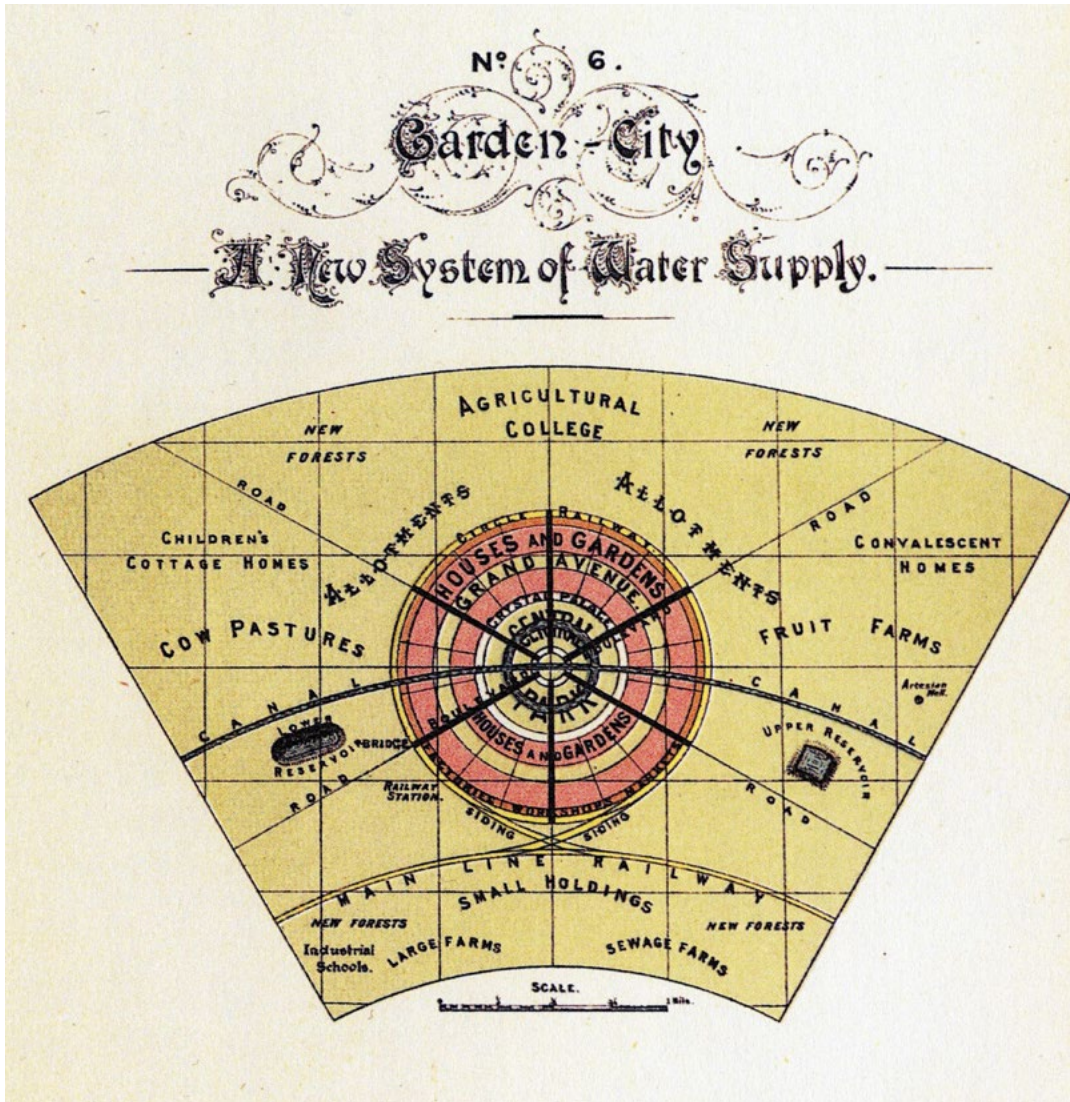 No. 6.
Garden-City
A New System of Water Supply.
AGRICULTURAL
COLLEGE
NEW
FORESTS
NEW
FORESTS
ROAD
ROAD
ALLOTMENTS
ALLOTMENTS
CHILDREN'S
COTTAGE HOMES
CONVALESCENT
HOMES
CIRCLE RAILWAY
HOUSES AND GARDENS
GRAND AVENUE.
CRYSTAL PALACE
CENTRAL
PARK
BOULEVARD
BOULEVARD
COW PASTURES
FRUIT FARMS
CANAL
CANAL
Artesian
Well.
LOWER
RESERVOIR
UPPER RESERVOIR
BRIDGE
HOUSES AND GARDENS
ROAD
ROAD
RAILWAY
STATION.
WORKSHOPS MARKETS
SIDING
SIDING
MAIN LINE RAILWAY
SMALL HOLDINGS
NEW FORESTS
NEW FORESTS
Industrial
Schools.
LARGE FARMS
SEWAGE FARMS
SCALE.
1 Mile.